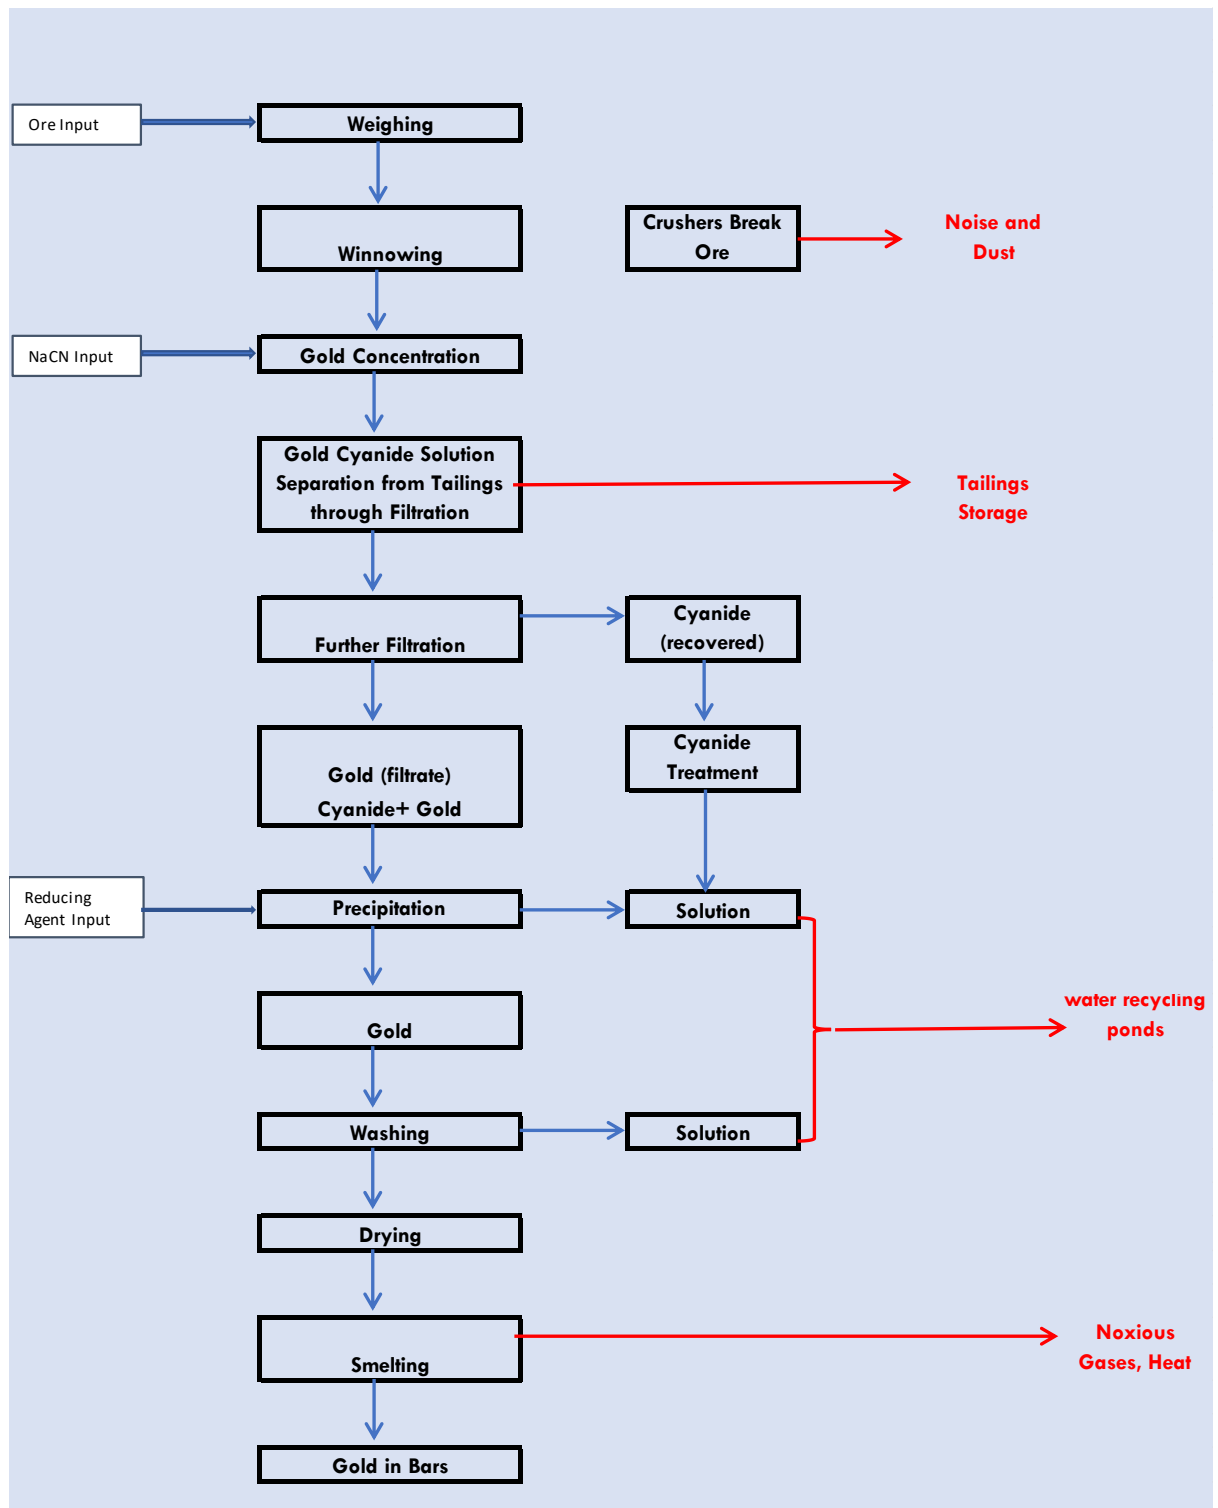 Ore Input
Weighing
Winnowing
Crushers Break
Ore
Noise and
Dust
NaCN Input
Gold Concentration
Gold Cyanide Solution
Separation from Tailings
through Filtration
Tailings
Storage
Further Filtration
Cyanide
(recovered)
Gold (filtrate)
Cyanide+ Gold
Cyanide
Treatment
Reducing
Agent Input
Precipitation
Solution
Gold
water recycling
ponds
Washing
Solution
Drying
Smelting
Noxious
Gases, Heat
Gold in Bars